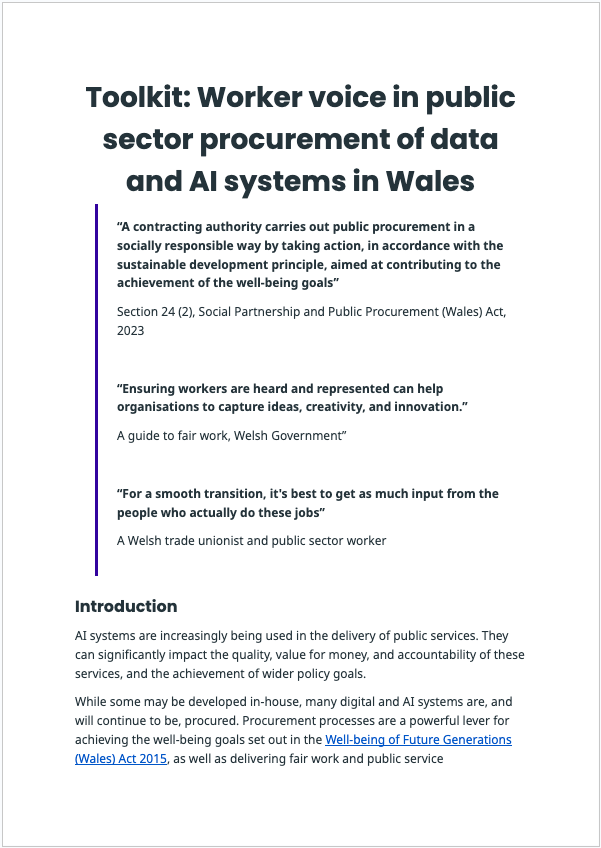 Toolkit: Worker voice in public
sector procurement of data
and AI systems in Wales
“A contracting authority carries out public procurement in a
socially responsible way by taking action, in accordance with the
sustainable development principle, aimed at contributing to the
achievement of the well-being goals”
Section 24 (2), Social Partnership and Public Procurement (Wales) Act,
2023
“Ensuring workers are heard and represented can help
organisations to capture ideas, creativity, and innovation.”
A guide to fair work, Welsh Government”
“For a smooth transition, it's best to get as much input from the
people who actually do these jobs”
A Welsh trade unionist and public sector worker
Introduction
AI systems are increasingly being used in the delivery of public services. They
can significantly impact the quality, value for money, and accountability of these
services, and the achievement of wider policy goals.
While some may be developed in-house, many digital and AI systems are, and
will continue to be, procured. Procurement processes are a powerful lever for
achieving the well-being goals set out in the Well-being of Future Generations
(Wales) Act 2015, as well as delivering fair work and public service